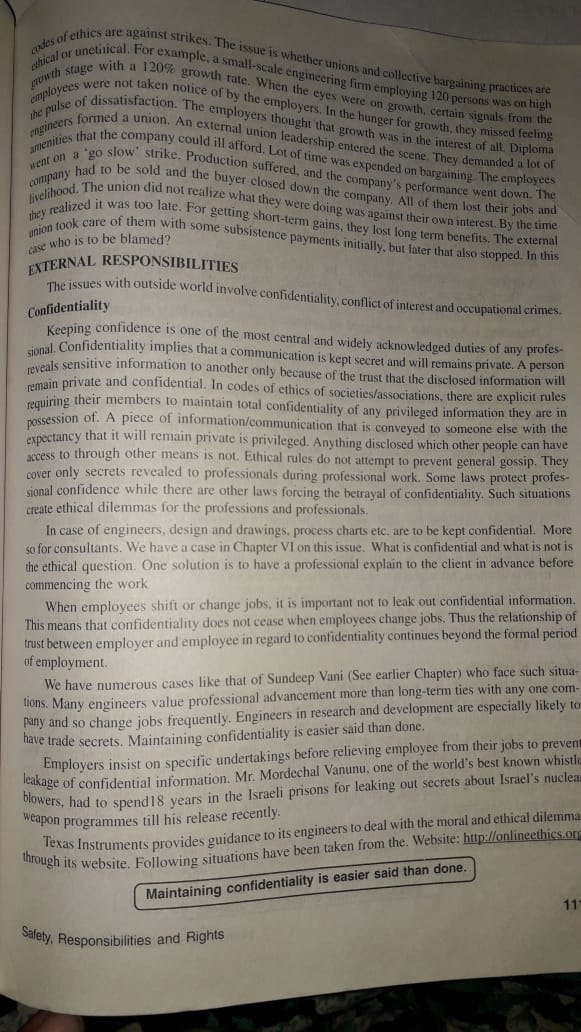 codes of ethics are against strikes. The issue is whether unions and collective bargaining practices are
ethical or unethical. For example, a small-scale engineering firm employing 120 persons was on high
growth stage with a 120% growth rate. When the eyes were on growth, certain signals from the
employees were not taken notice of by the employers. In the hunger for growth, they missed feeling
the pulse of dissatisfaction. The employers thought that growth was in the interest of all. Diploma
engineers formed a union. An external union leadership entered the scene. They demanded a lot of
amenities that the company could ill afford. Lot of time was expended on bargaining. The employees
went on a 'go slow' strike. Production suffered, and the company's performance went down. The
company had to be sold and the buyer closed down the company. All of them lost their jobs and
livelihood. The union did not realize what they were doing was against their own interest. By the time
they realized it was too late. For getting short-term gains, they lost long term benefits. The external
union took care of them with some subsistence payments initially, but later that also stopped. In this
case who is to be blamed?
EXTERNAL RESPONSIBILITIES
The issues with outside world involve confidentiality, conflict of interest and occupational crimes.
Confidentiality
Keeping confidence is one of the most central and widely acknowledged duties of any profes-
sional. Confidentiality implies that a communication is kept secret and will remains private. A person
reveals sensitive information to another only because of the trust that the disclosed information will
remain private and confidential. In codes of ethics of societies/associations, there are explicit rules
requiring their members to maintain total confidentiality of any privileged information they are in
possession of. A piece of information/communication that is conveyed to someone else with the
expectancy that it will remain private is privileged. Anything disclosed which other people can have
access to through other means is not. Ethical rules do not attempt to prevent general gossip. They
cover only secrets revealed to professionals during professional work. Some laws protect profes-
sional confidence while there are other laws forcing the betrayal of confidentiality. Such situations
create ethical dilemmas for the professions and professionals.
In case of engineers, design and drawings, process charts etc. are to be kept confidential. More
so for consultants. We have a case in Chapter VI on this issue. What is confidential and what is not is
the ethical question. One solution is to have a professional explain to the client in advance before
commencing the work
When employees shift or change jobs, it is important not to leak out confidential information.
This means that confidentiality does not cease when employees change jobs. Thus the relationship of
trust between employer and employee in regard to confidentiality continues beyond the formal period
of employment.
We have numerous cases like that of Sundeep Vani (See earlier Chapter) who face such situa-
tions. Many engineers value professional advancement more than long-term ties with any one com-
pany and so change jobs frequently. Engineers in research and development are especially likely to
have trade secrets. Maintaining confidentiality is easier said than done.
Employers insist on specific undertakings before relieving employee from their jobs to prevent
leakage of confidential information. Mr. Mordechal Vanunu, one of the world's best known whistle
blowers, had to spend18 years in the Israeli prisons for leaking out secrets about Israel's nuclea
weapon programmes till his release recently.
Texas Instruments provides guidance to its engineers to deal with the moral and ethical dilemma
through its website. Following situations have been taken from the. Website: http://onlineethics.org
Maintaining confidentiality is easier said than done.
11
Safety, Responsibilities and Rights